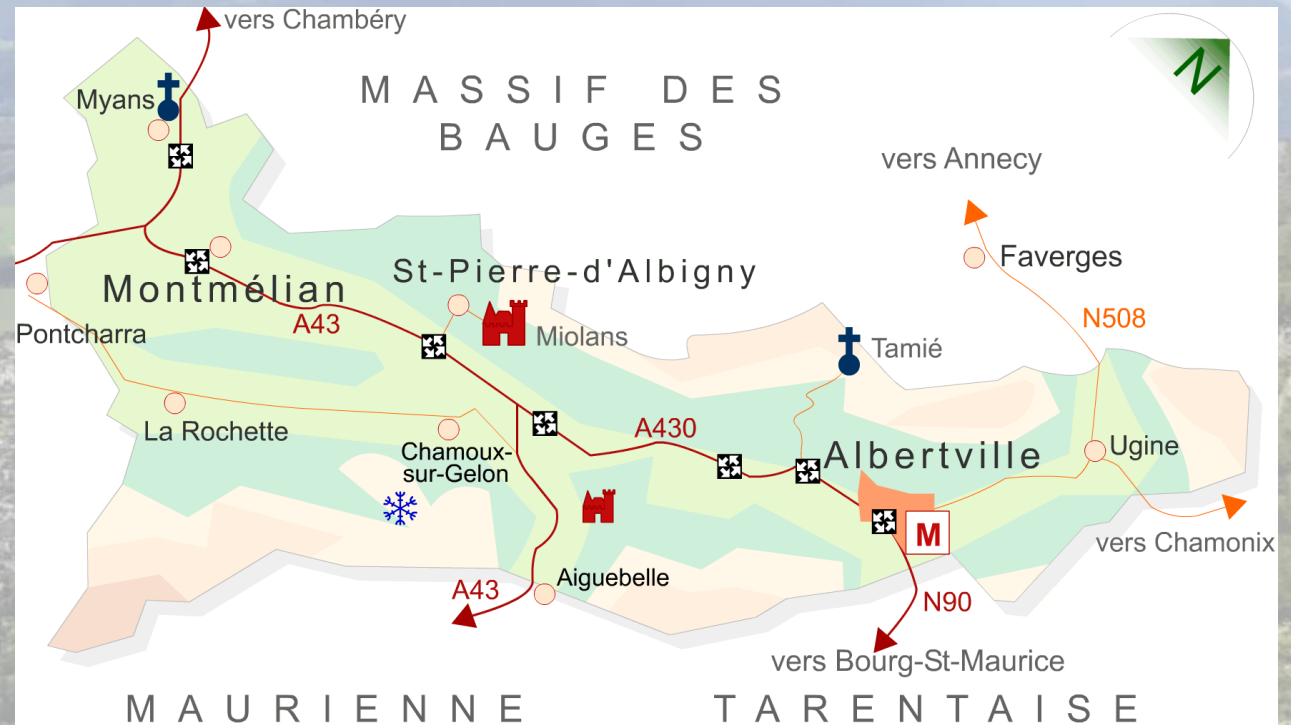 vers Chambéry
N
MASSIF DES
BAUGES
Myans
vers Annecy
Faverges
St-Pierre-d'Albigny
Montmélian
A43
N508
Pontcharra
Miolans
Tamié
La Rochette
A430
Albertville
Ugine
Chamoux-
sur-Gelon
M
vers Chamonix
Aiguebelle
A43
N90
vers Bourg-St-Maurice
MAURIENNE
TARENTAISE